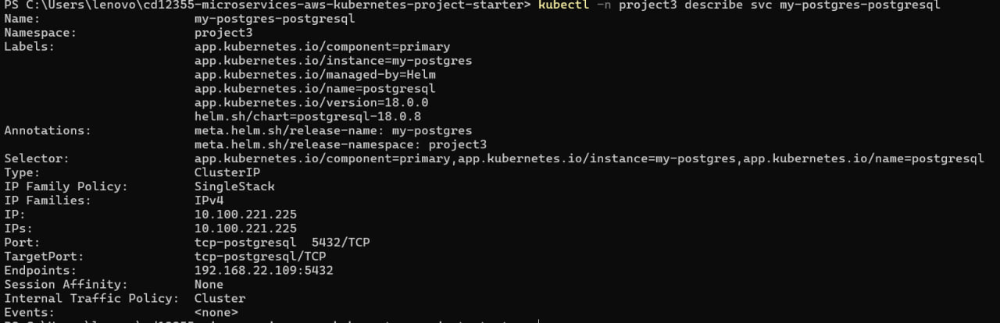 PS C:\Users\lenovo\cd12355-microservices-aws-kubernetes-project-starter> kubectl -n project3 describe svc my-postgres-postgresql
Name:                     my-postgres-postgresql
Namespace:                project3
Labels:                   app.kubernetes.io/component=primary
                          app.kubernetes.io/instance=my-postgres
                          app.kubernetes.io/managed-by=Helm
                          app.kubernetes.io/name=postgresql
                          app.kubernetes.io/version=18.0.0
                          helm.sh/chart=postgresql-18.0.8
Annotations:              meta.helm.sh/release-name: my-postgres
                          meta.helm.sh/release-namespace: project3
Selector:                 app.kubernetes.io/component=primary,app.kubernetes.io/instance=my-postgres,app.kubernetes.io/name=postgresql
Type:                     ClusterIP
IP Family Policy:         SingleStack
IP Families:              IPv4
IP:                       10.100.221.225
IPs:                      10.100.221.225
Port:                     tcp-postgresql  5432/TCP
TargetPort:               tcp-postgresql/TCP
Endpoints:                192.168.22.109:5432
Session Affinity:         None
Internal Traffic Policy:  Cluster
Events:                   <none>